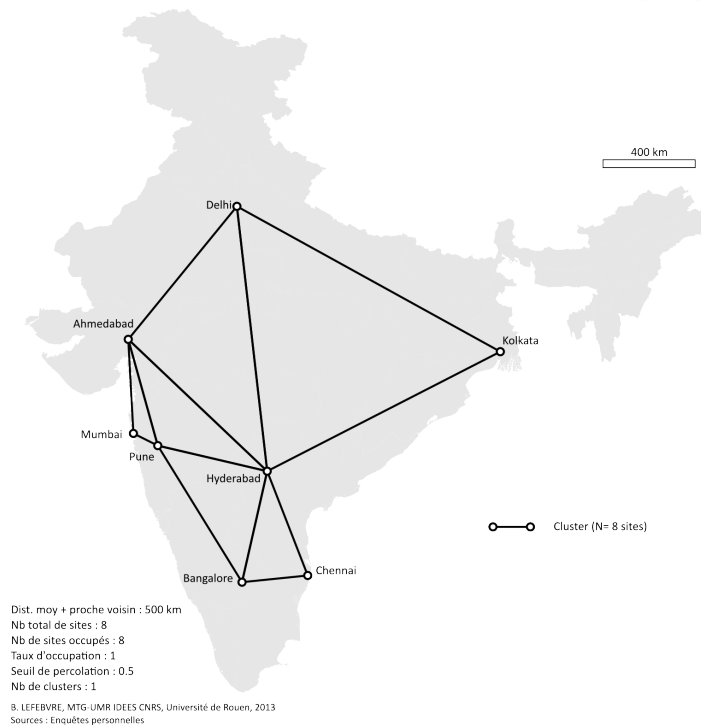 400 km
Delhi
Ahmedabad
Kolkata
Mumbai
Pune
Hyderabad
Cluster (N= 8 sites)
Chennai
Bangalore
Dist. moy + proche voisin : 500 km
Nb total de sites : 8
Nb de sites occupés : 8
Taux d'occupation : 1
Seuil de percolation : 0.5
Nb de clusters : 1
B. LEFEBVRE, MTG-UMR IDEES CNRS, Université de Rouen, 2013
Sources : Enquêtes personnelles